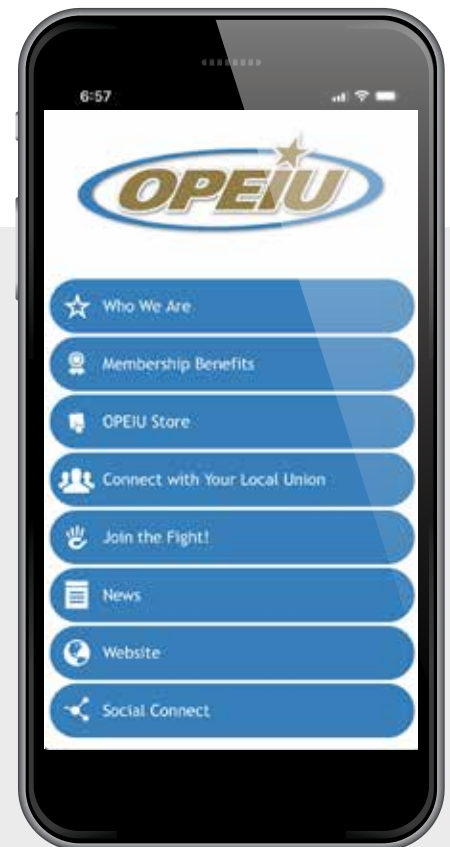 6:57
OPEIU
Who We Are
Membership Benefits
OPEIU Store
Connect with Your Local Union
Join the Fight!
News
Website
Social Connect